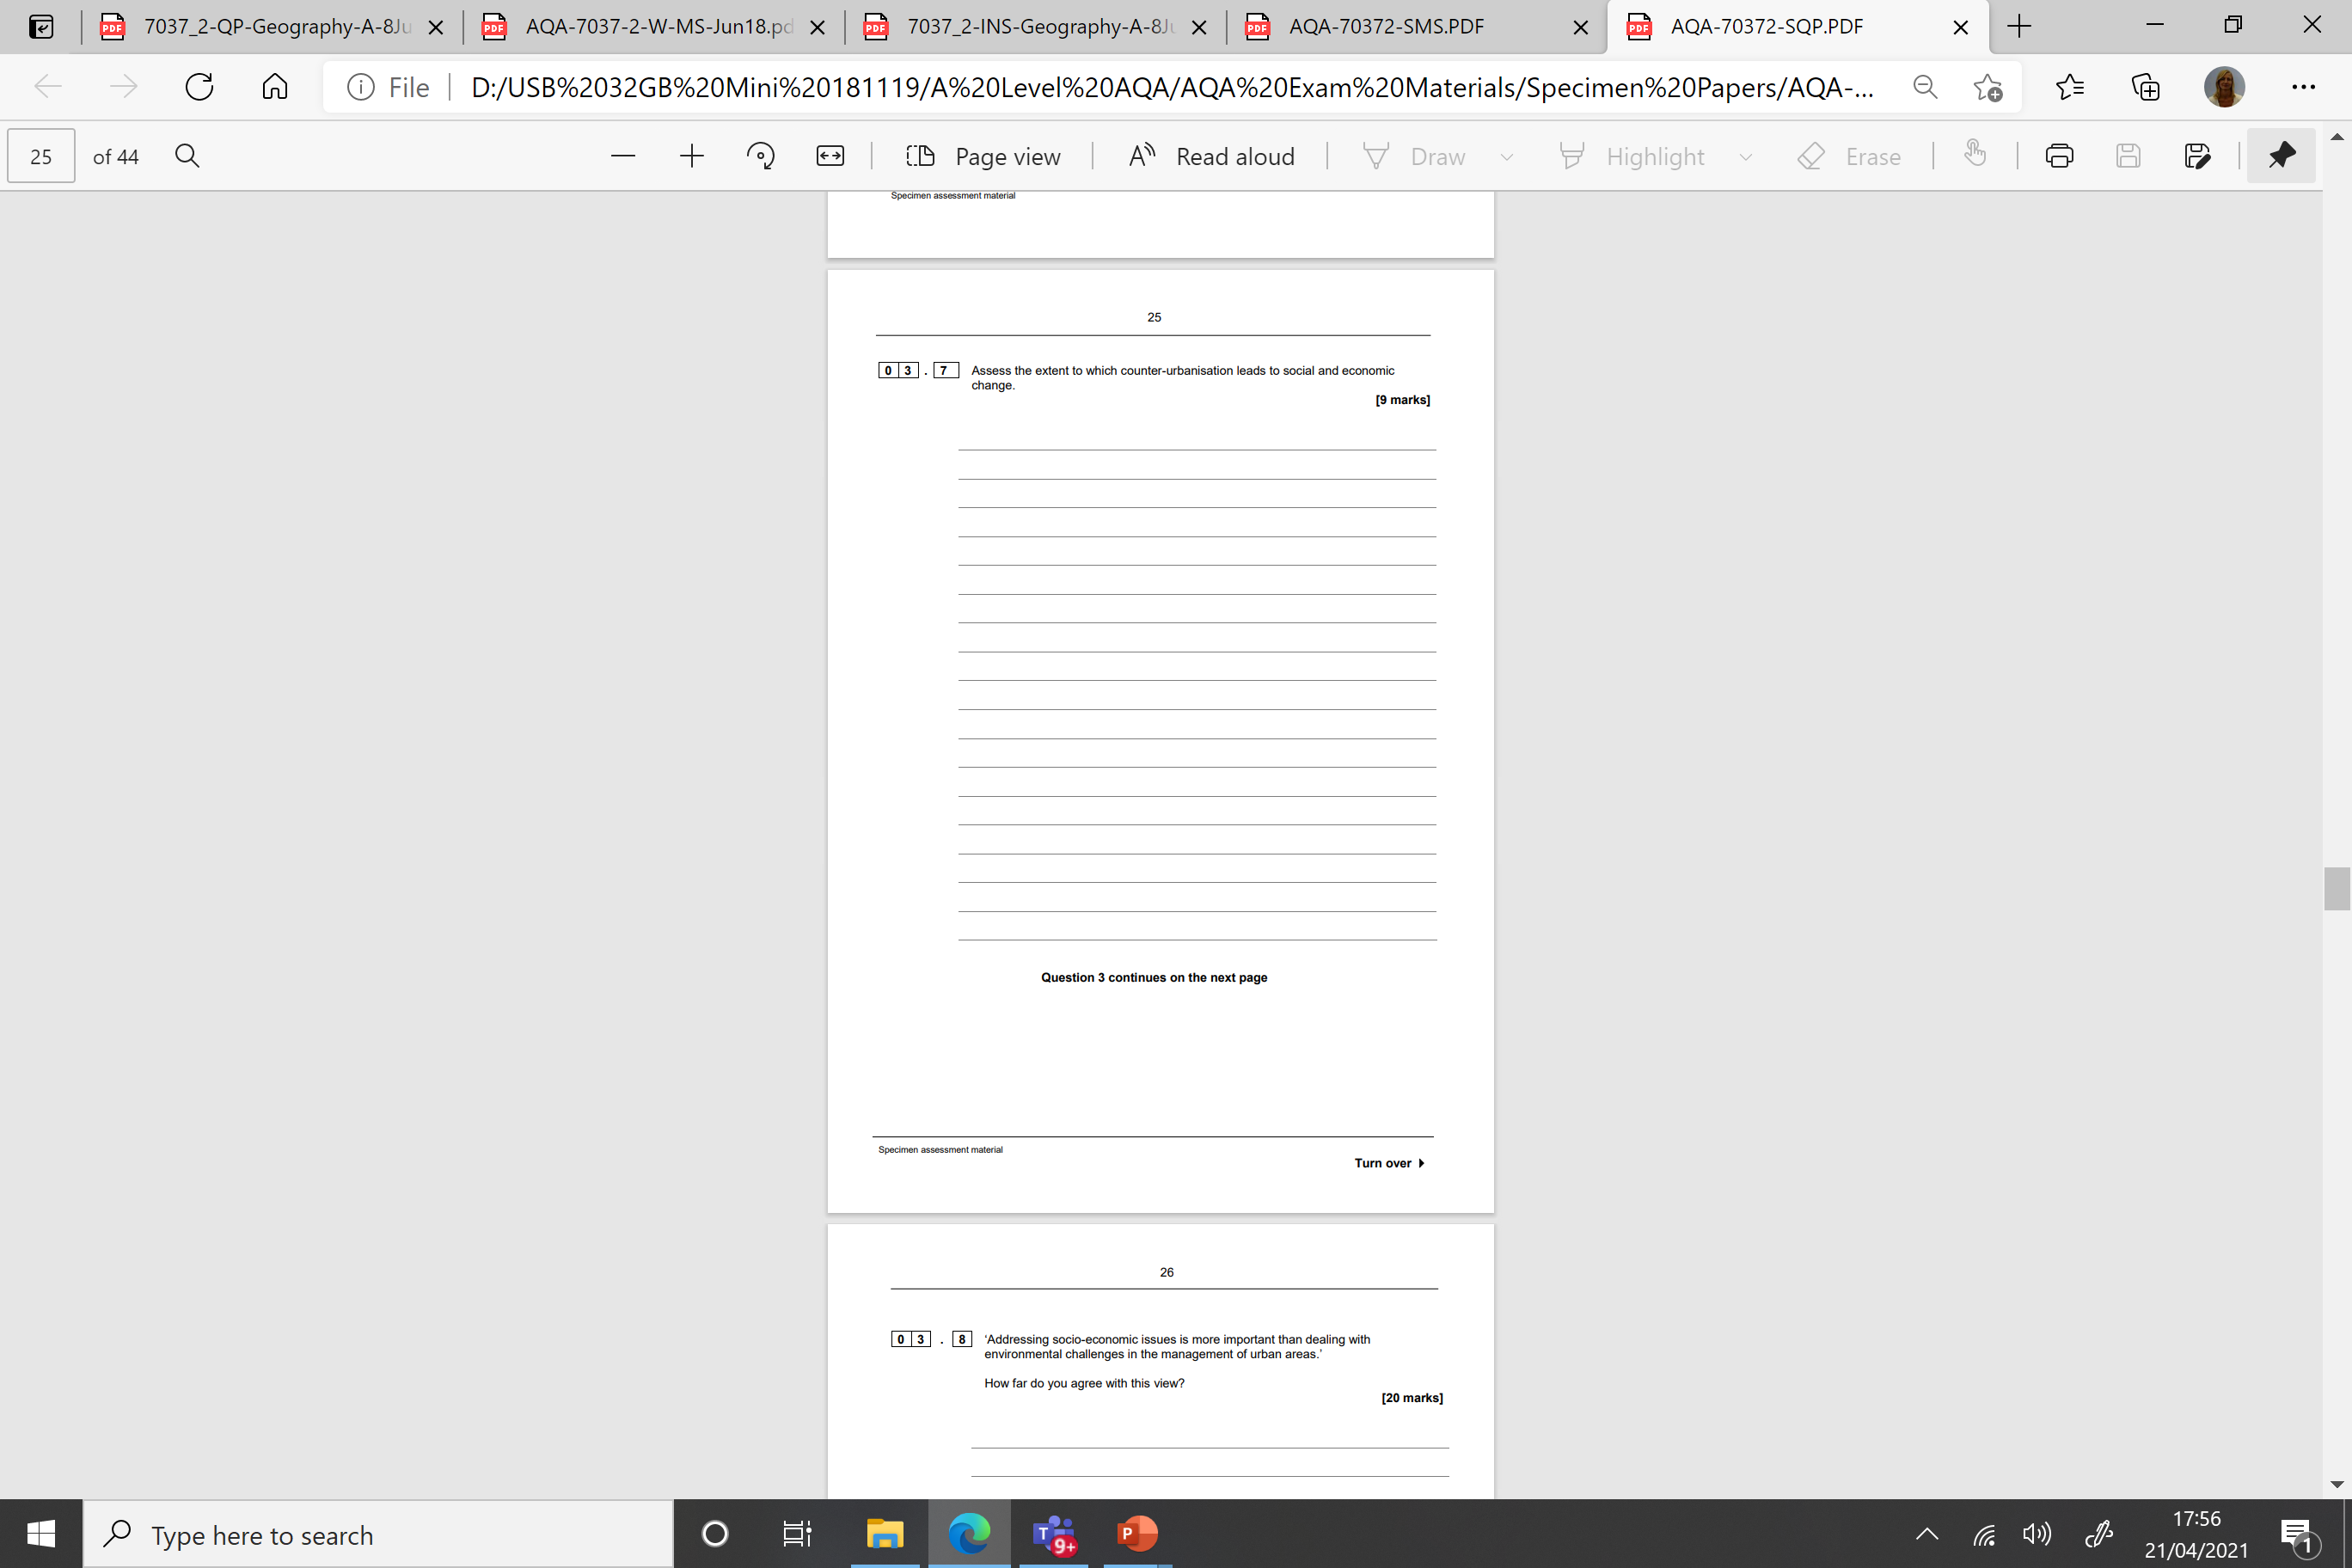 7037_2-QP-Geography-A-8Ju
AQA-7037-2-W-MS-Jun18.pd
7037_2-INS-Geography-A-8Ju
AQA-70372-SMS.PDF
AQA-70372-SQP.PDF
File
D:/USB%2032GB%20Mini%20181119/A%20Level%20AQA/AQA%20Exam%20Materials/Specimen%20Papers/AQA-...
25 of 44
Page view
Read aloud
Draw
Highlight
Erase
Specimen assessment material
25
0 3 . 7 Assess the extent to which counter-urbanisation leads to social and economic
change.
[9 marks]
Question 3 continues on the next page
Specimen assessment material
Turn over
26
0 3 . 8 ‘Addressing socio-economic issues is more important than dealing with
environmental challenges in the management of urban areas.’
How far do you agree with this view?
[20 marks]
Type here to search
9+
17:56
21/04/2021
1